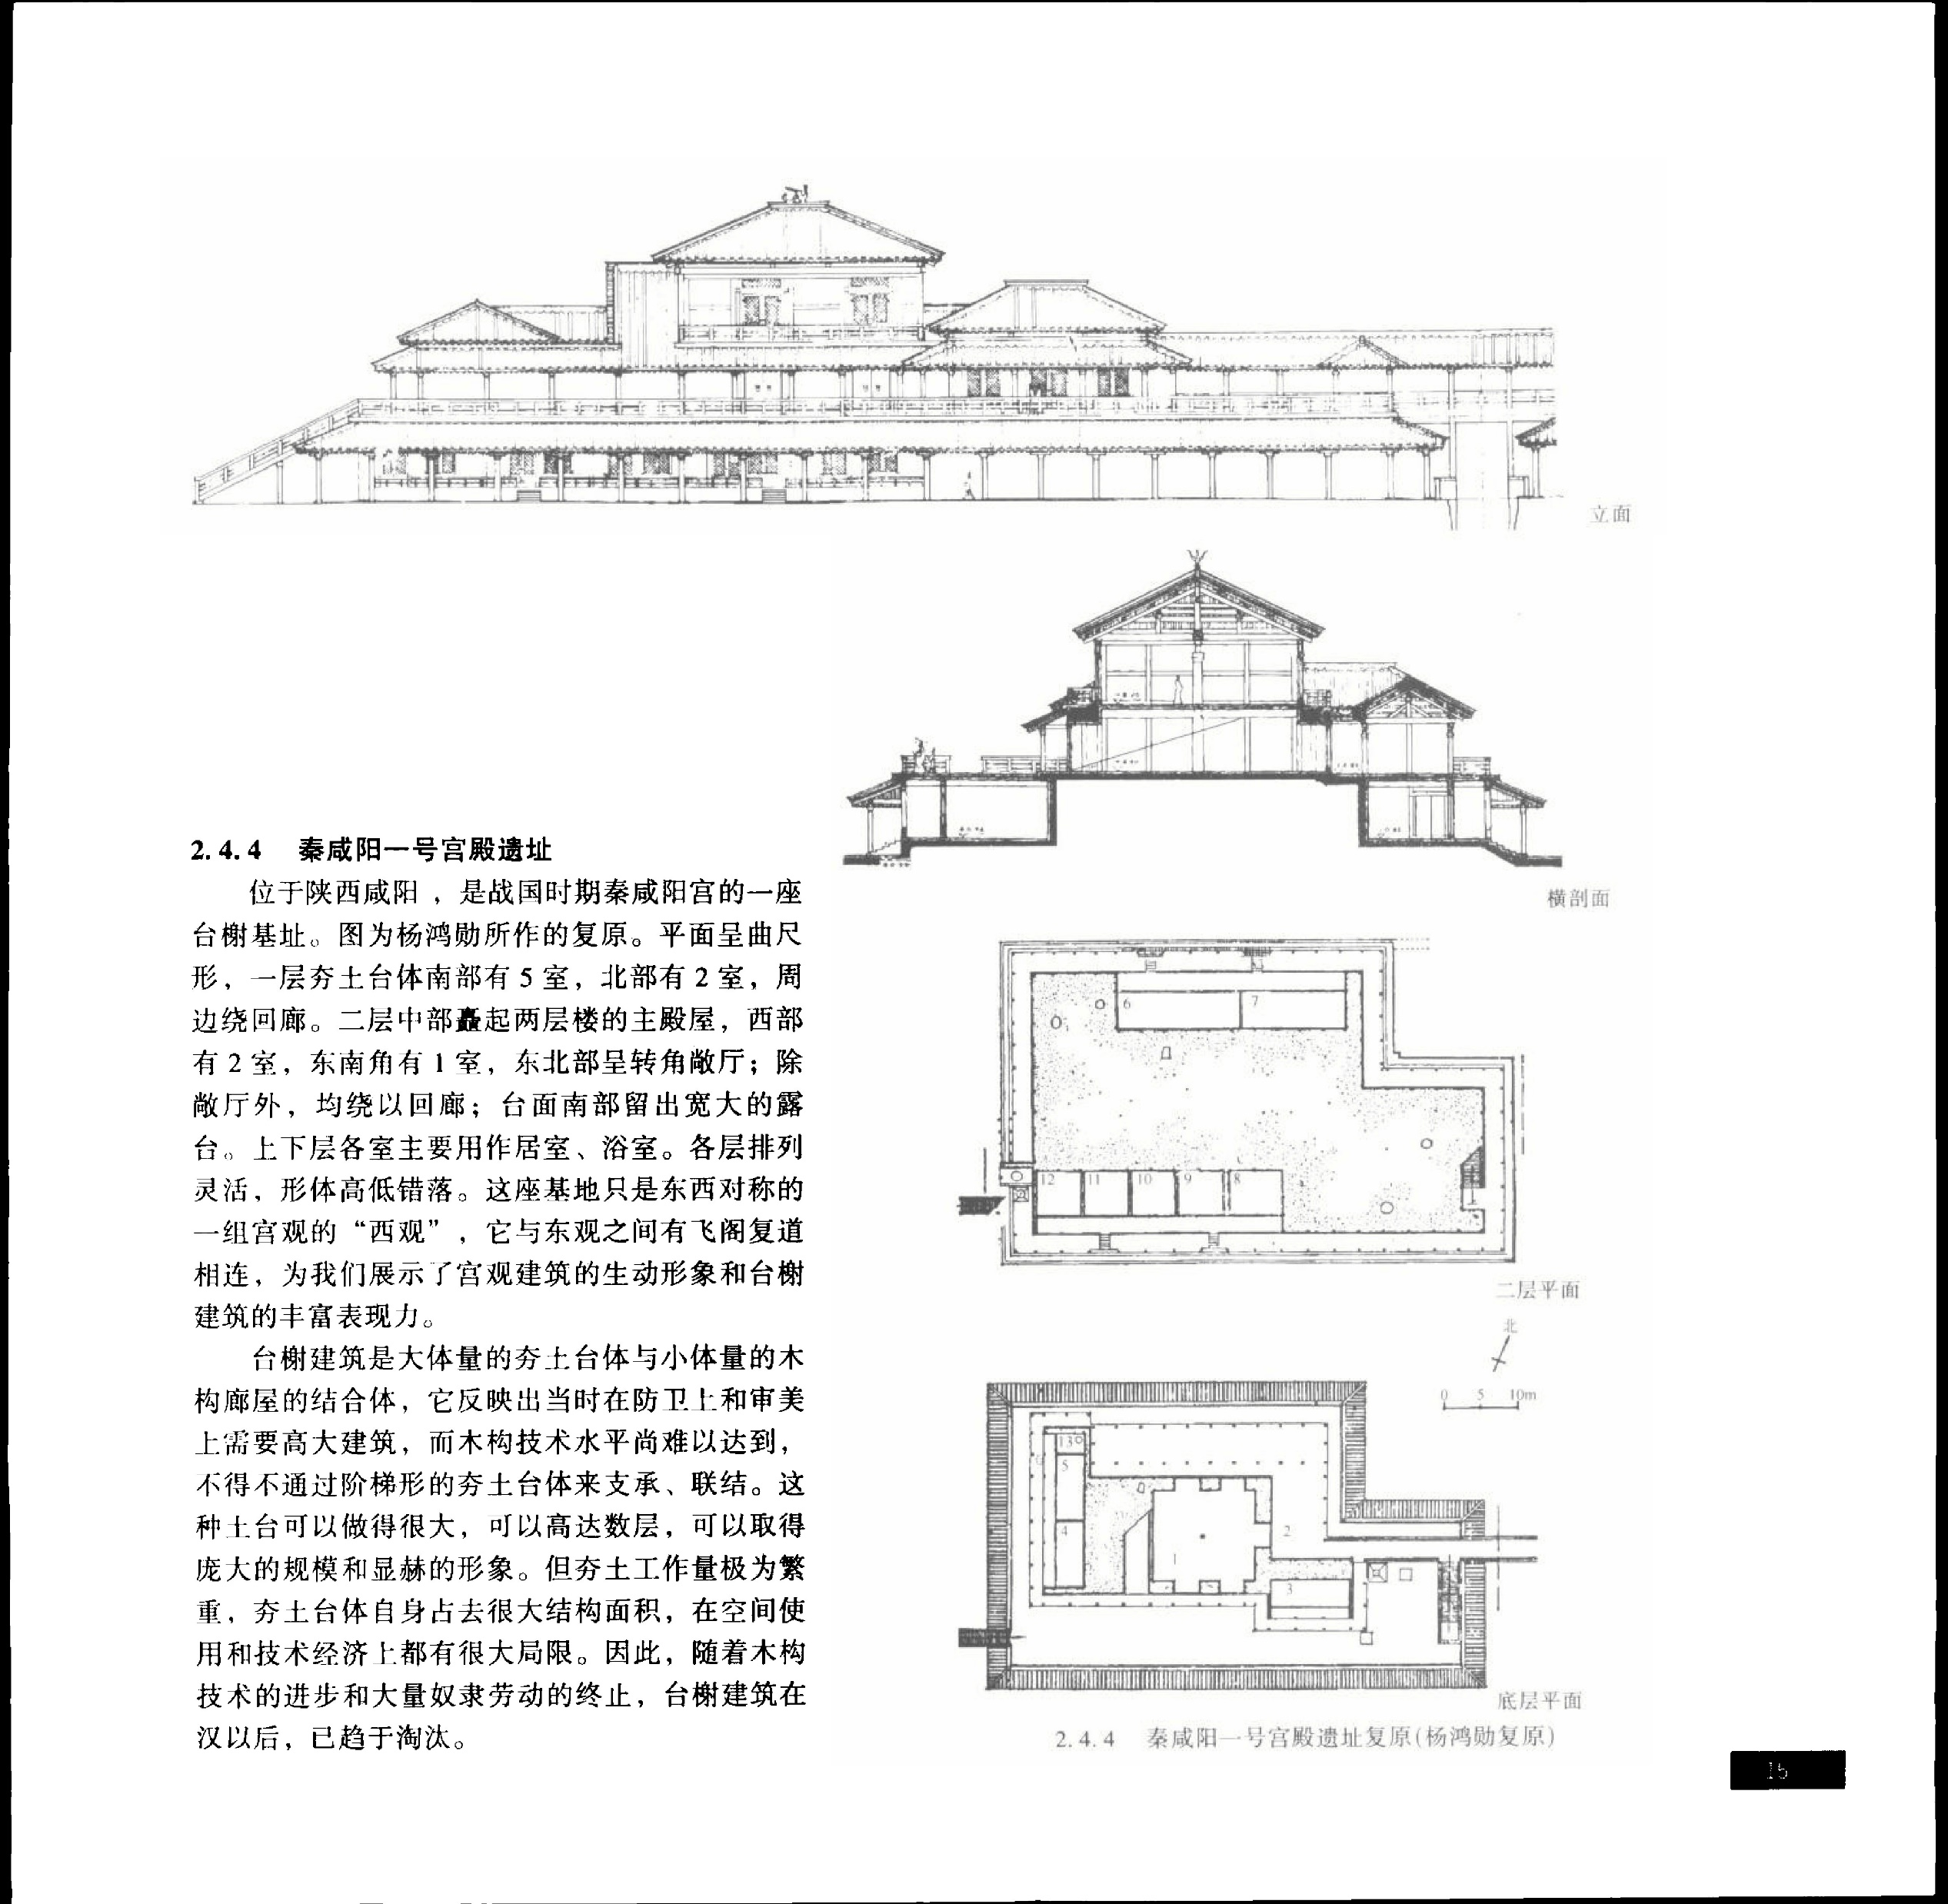 立面
横剖面
2.4.4 秦咸阳一号宫殿遗址
位于陕西咸阳，是战国时期秦咸阳宫的一座
台榭基址。图为杨鸿勋所作的复原。平面呈曲尺
形，一层夯土台体南部有5室，北部有2室，周
边绕回廊。二层中部矗起两层楼的主殿屋，西部
有2室，东南角有1室，东北部呈转角敞厅；除
敞厅外，均绕以回廊；台面南部留出宽大的露
台。上下层各室主要用作居室、浴室。各层排列
灵活，形体高低错落。这座基地只是东西对称的
一组宫观的“西观”，它与东观之间有飞阁复道
相连，为我们展示了宫观建筑的生动形象和台榭
建筑的丰富表现力。
台榭建筑是大体量的夯土台体与小体量的木
构廊屋的结合体，它反映出当时在防卫上和审美
上需要高大建筑，而木构技术水平尚难以达到，
不得不通过阶梯形的夯土台体来支承、联结。这
种土台可以做得很大，可以高达数层，可以取得
庞大的规模和显赫的形象。但夯土工作量极为繁
重，夯土台体自身占去很大结构面积，在空间使
用和技术经济上都有很大局限。因此，随着木构
技术的进步和大量奴隶劳动的终止，台榭建筑在
汉以后，已趋于淘汰。
6 7
12 11 10 9 8
二层平面
北
0 5 10m
13
5
4
2
1
3
底层平面
2.4.4 秦咸阳一号宫殿遗址复原(杨鸿勋复原)
15